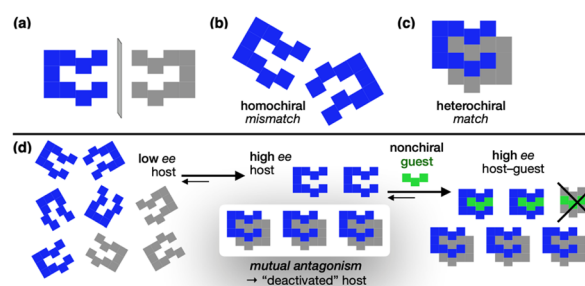 (a)
(b)
homochiral
mismatch
(c)
heterochiral
match
(d)
low ee
host
high ee
host
mutual antagonism
→ “deactivated” host
nonchiral
guest
high ee
host–guest